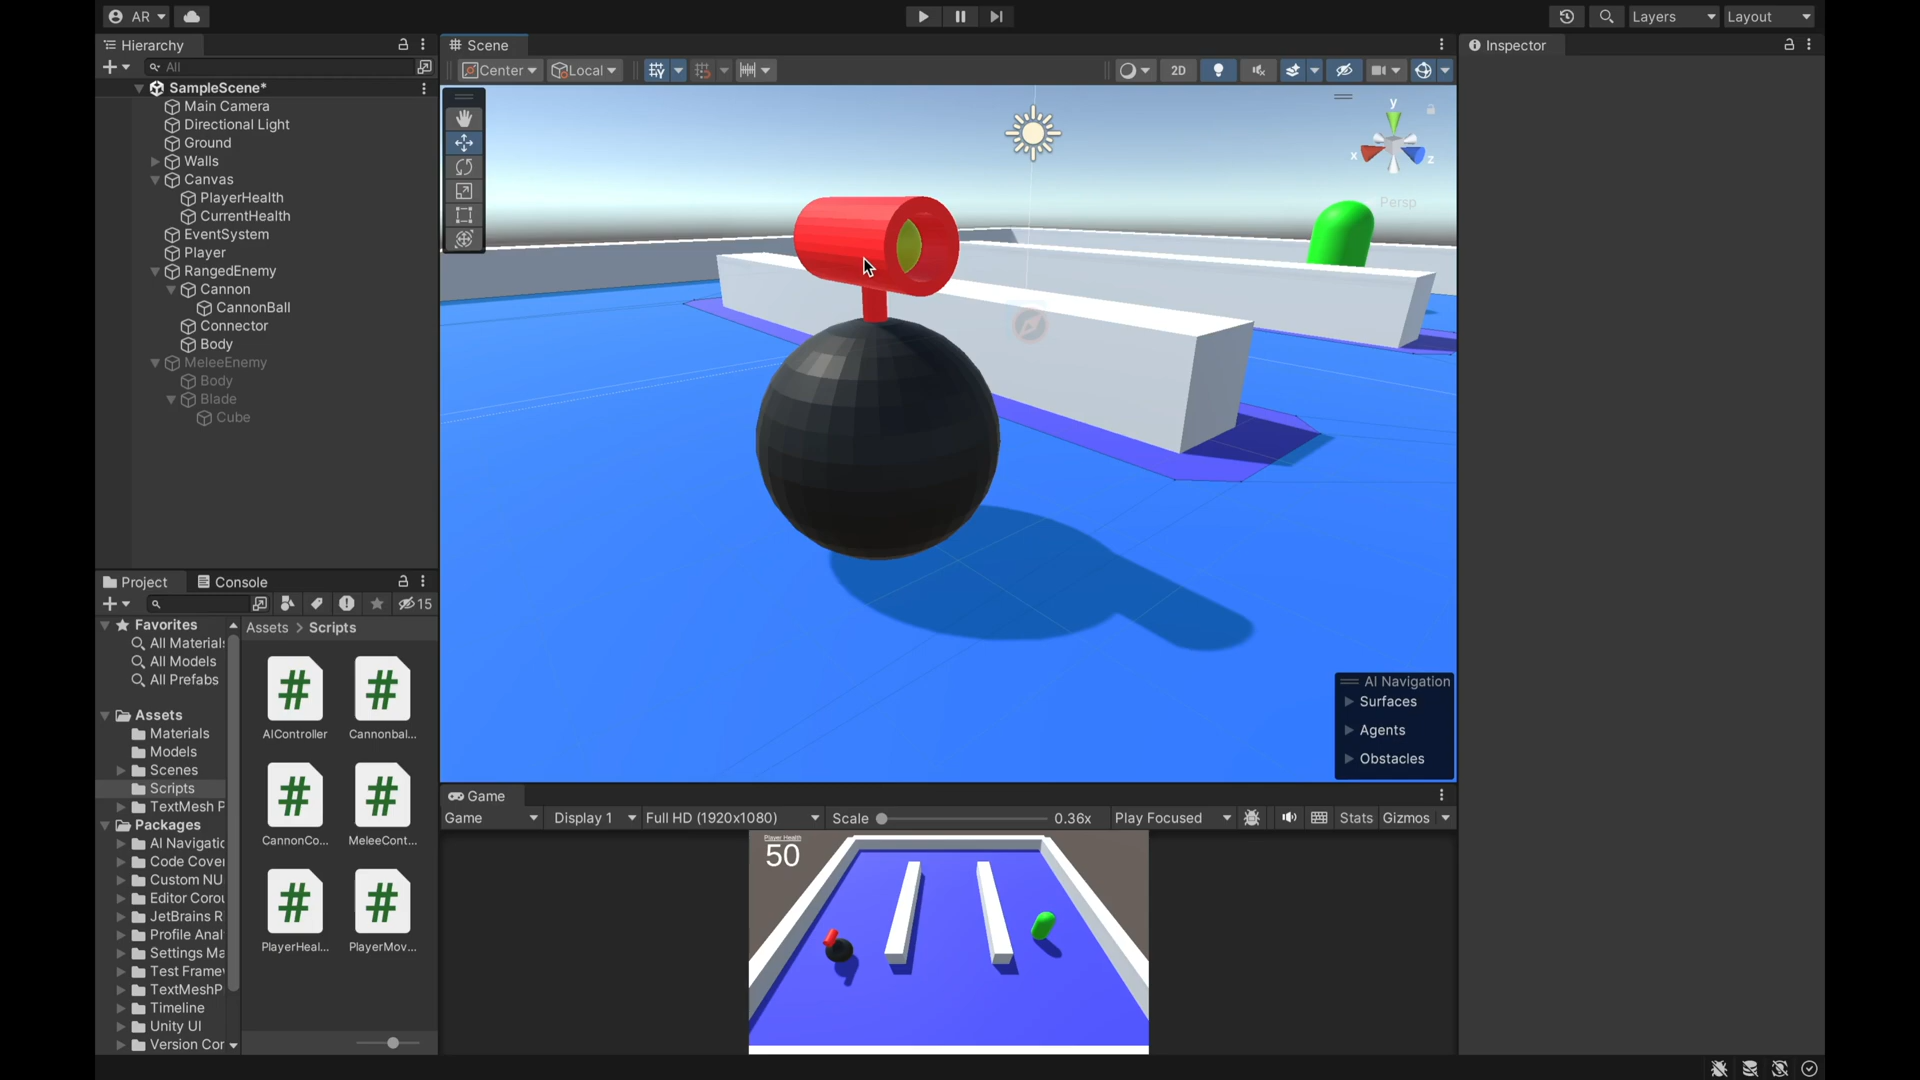 AR
Layers
Layout
Hierarchy
All
SampleScene*
Main Camera
Directional Light
Ground
Walls
Canvas
PlayerHealth
CurrentHealth
EventSystem
Player
RangedEnemy
Cannon
CannonBall
Connector
Body
MeleeEnemy
Body
Blade
Cube
Scene
Center
Local
2D
y
x
z
Persp
AI Navigation
Surfaces
Agents
Obstacles
Inspector
Project
Console
15
Favorites
All Materials
All Models
All Prefabs
Assets
Materials
Models
Scenes
Scripts
TextMesh P
Packages
AI Navigatio
Code Cover
Custom NU
Editor Corou
JetBrains R
Profile Anal
Settings Ma
Test Framew
TextMeshP
Timeline
Unity UI
Version Cor
Assets > Scripts
#
#
AIController
Cannonbal...
#
#
CannonCo...
MeleeCont...
#
#
PlayerHeal...
PlayerMov...
Game
Game
Display 1
Full HD (1920x1080)
Scale
0.36x
Play Focused
Stats
Gizmos
Player Health
50